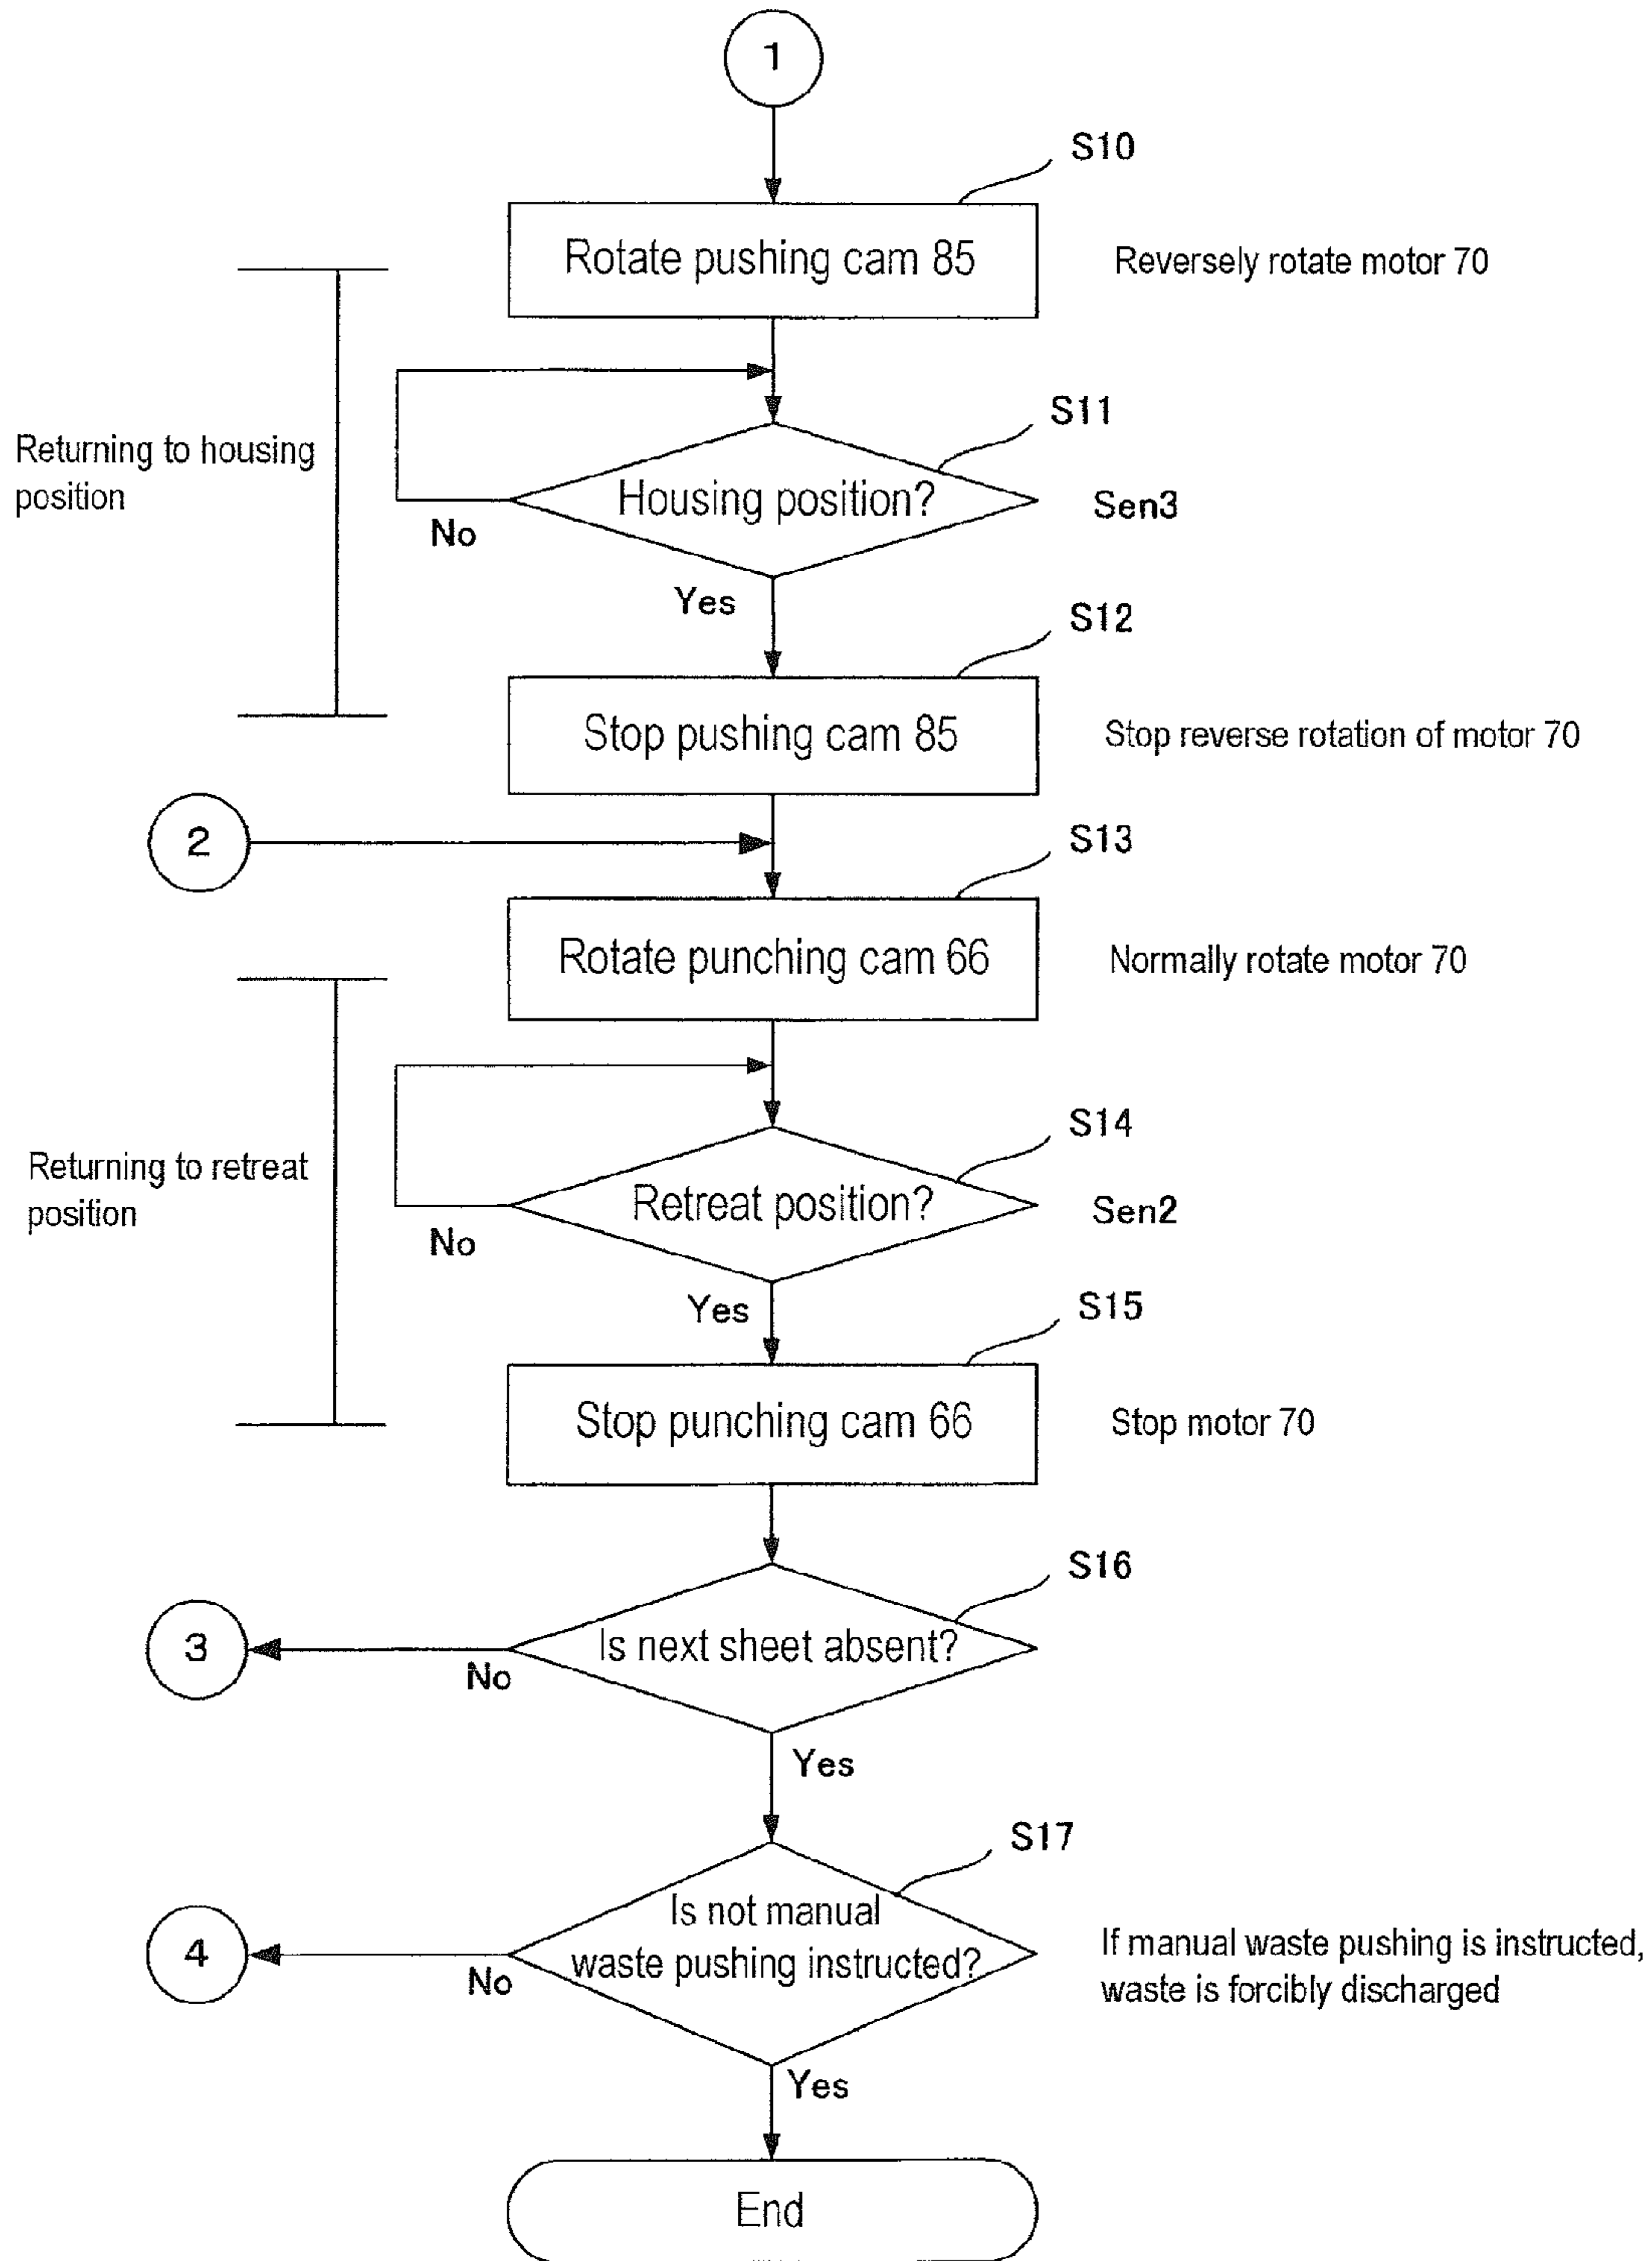 1
S10
Rotate pushing cam 85
Reversely rotate motor 70
S11
Returning to housing
position
Housing position?
Sen3
No
Yes
S12
Stop pushing cam 85
Stop reverse rotation of motor 70
2
S13
Rotate punching cam 66
Normally rotate motor 70
S14
Returning to retreat
position
Retreat position?
Sen2
No
Yes
S15
Stop punching cam 66
Stop motor 70
S16
3
Is next sheet absent?
No
Yes
S17
Is not manual
waste pushing instructed?
4
No
If manual waste pushing is instructed,
waste is forcibly discharged
Yes
End